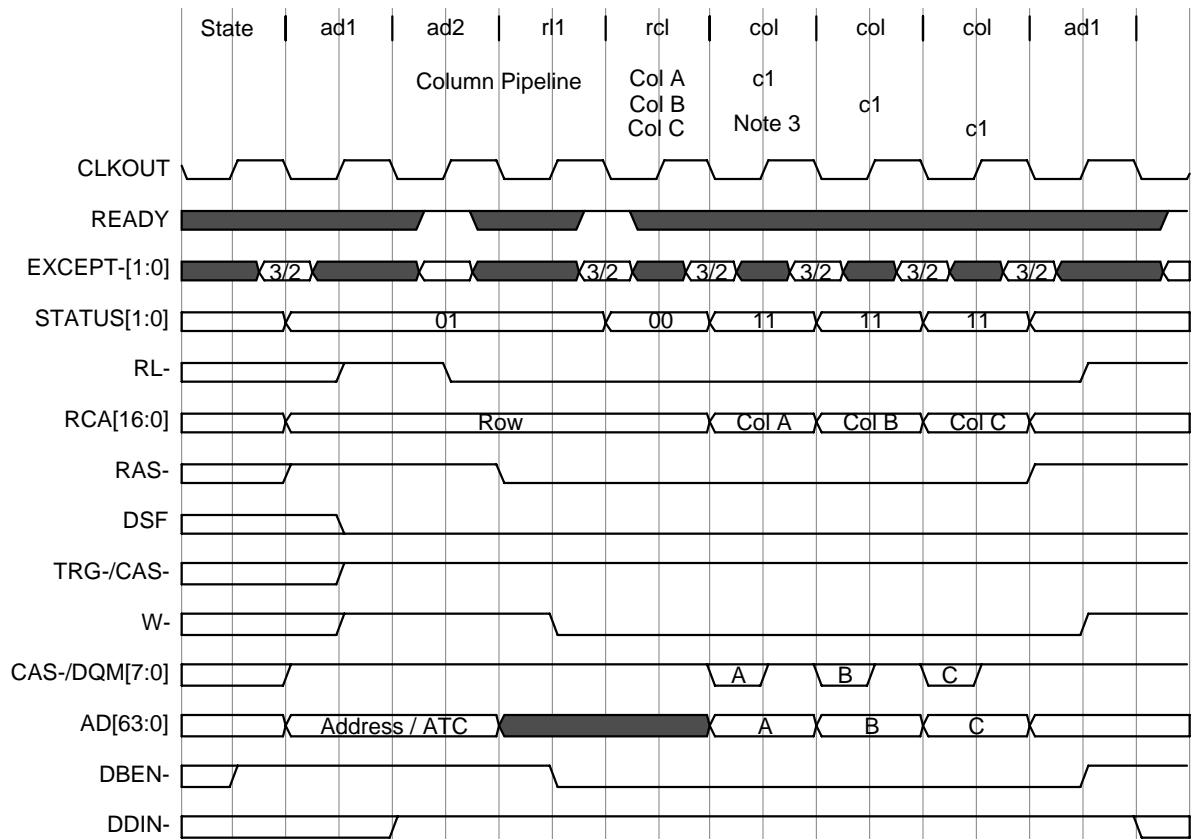 State ad1 ad2 rl1 rcl col col col ad1
Column Pipeline Col A c1
Col B c1
Col C Note 3 c1
CLKOUT
READY
EXCEPT-[1:0] 3/2 3/2 3/2 3/2 3/2 3/2
STATUS[1:0] 01 00 11 11 11
RL-
RCA[16:0] Row Col A Col B Col C
RAS-
DSF
TRG-/CAS-
W-
CAS-/DQM[7:0] A B C
AD[63:0] Address / ATC A B C
DBEN-
DDIN-